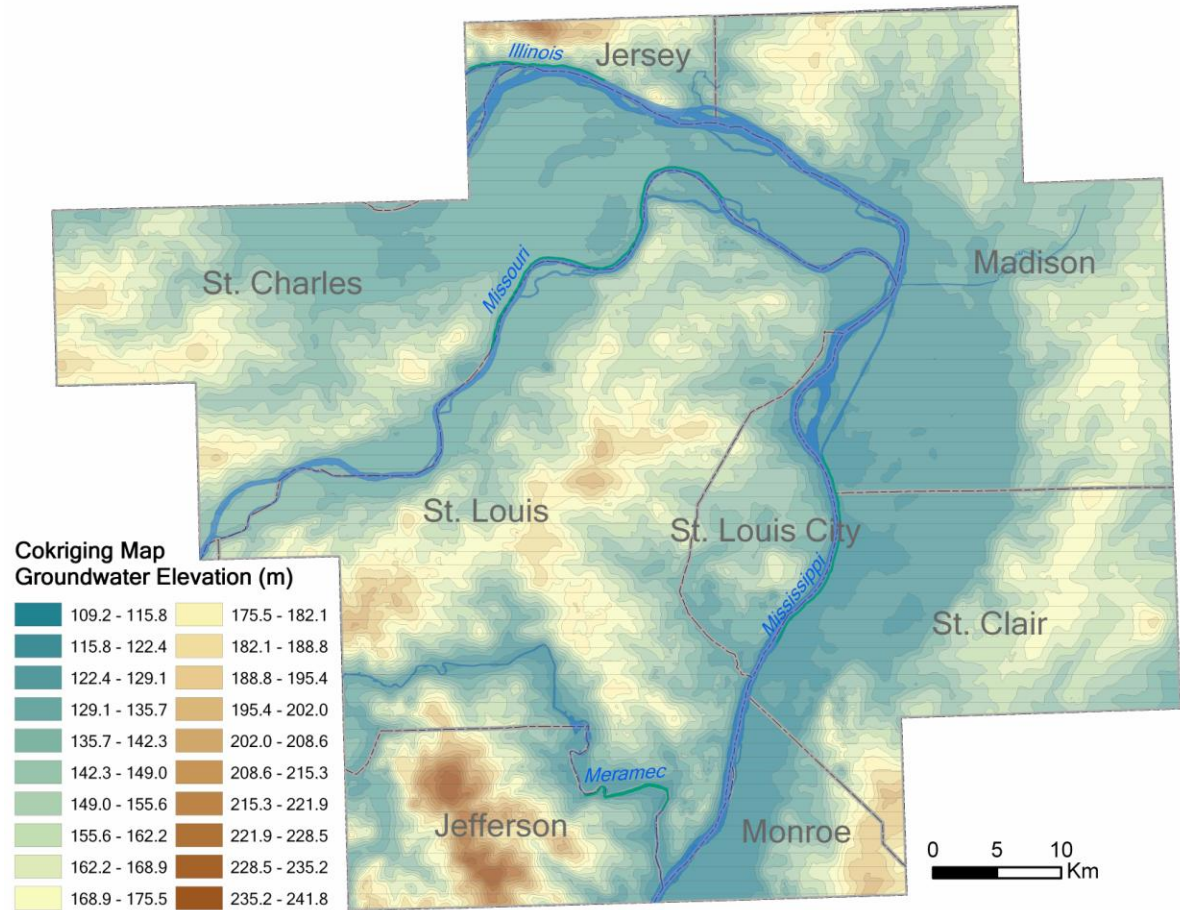 Illinois
Jersey
St. Charles
Missouri
Madison
St. Louis
St. Louis City
Mississippi
St. Clair
Meramec
Jefferson
Monroe
Cokriging Map
Groundwater Elevation (m)
109.2 - 115.8
115.8 - 122.4
122.4 - 129.1
129.1 - 135.7
135.7 - 142.3
142.3 - 149.0
149.0 - 155.6
155.6 - 162.2
162.2 - 168.9
168.9 - 175.5
175.5 - 182.1
182.1 - 188.8
188.8 - 195.4
195.4 - 202.0
202.0 - 208.6
208.6 - 215.3
215.3 - 221.9
221.9 - 228.5
228.5 - 235.2
235.2 - 241.8
0 5 10
Km